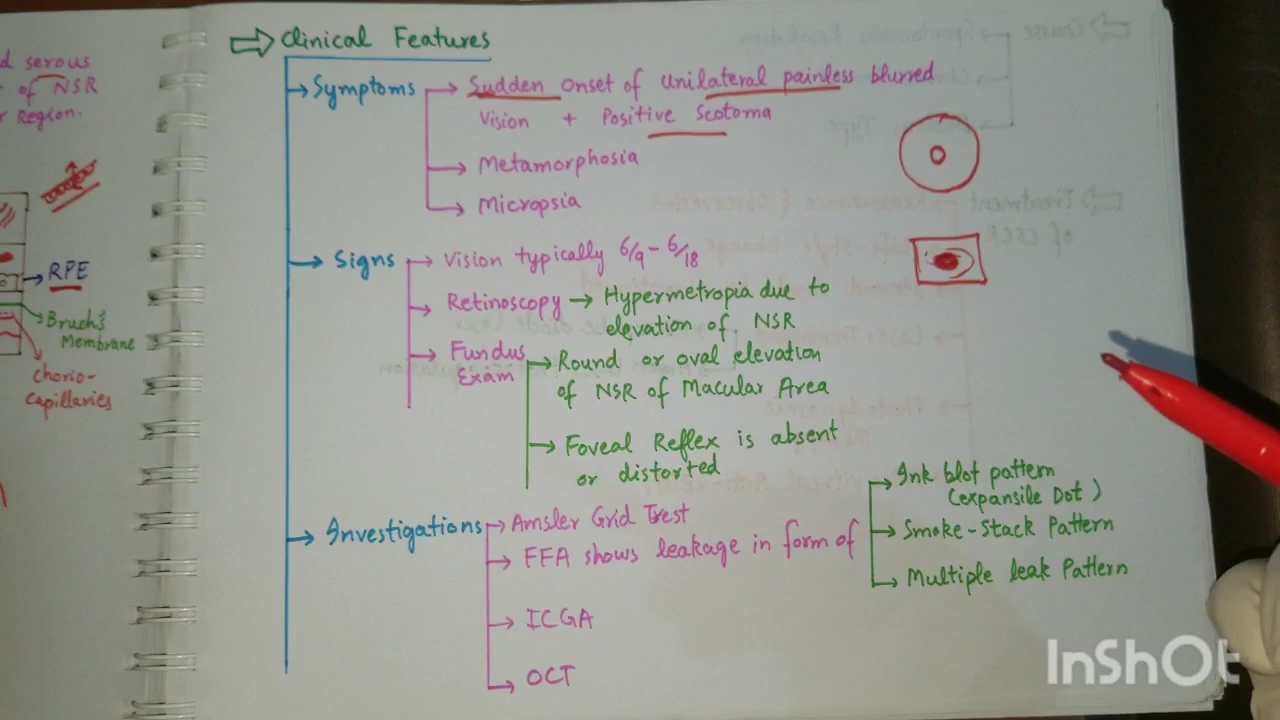 d serous
of NSR
Region.
RPE
Bruch's
Membrane
Chorio-
Capillaries
Clinical Features
Symptoms
Sudden onset of unilateral painless blurred
Vision + Positive Scotoma
Metamorphosia
Micropsia
Signs
Vision typically 6/9 - 6/18
Retinoscopy → Hypermetropia due to
elevation of NSR
Fundus
Exam
Round or oval elevation
of NSR of Macular Area
Foveal Reflex is absent
or distorted
Investigations
Amsler Grid Trest
FFA shows leakage in form of
Ink blot pattern
(expansile Dot)
Smoke-Stack Pattern
Multiple leak Pattern
ICGA
OCT
InShOt